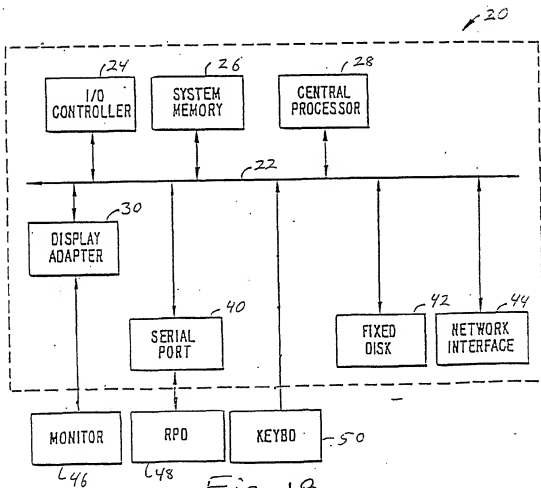 20
24
26
28
I/O
CONTROLLER
SYSTEM
MEMORY
CENTRAL
PROCESSOR
22
30
DISPLAY
ADAPTER
40
42
44
SERIAL
PORT
FIXED
DISK
NETWORK
INTERFACE
MONITOR
RPD
KEYBD
50
46
48